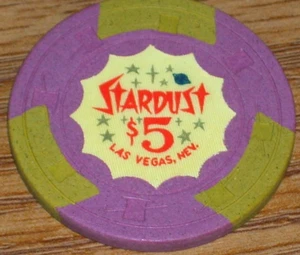 STARDUST
$5
LAS VEGAS, NEV.